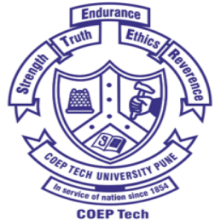 Endurance
Strength Truth Ethics Reverence
COEP TECH UNIVERSITY PUNE
In service of nation since 1854
COEP Tech